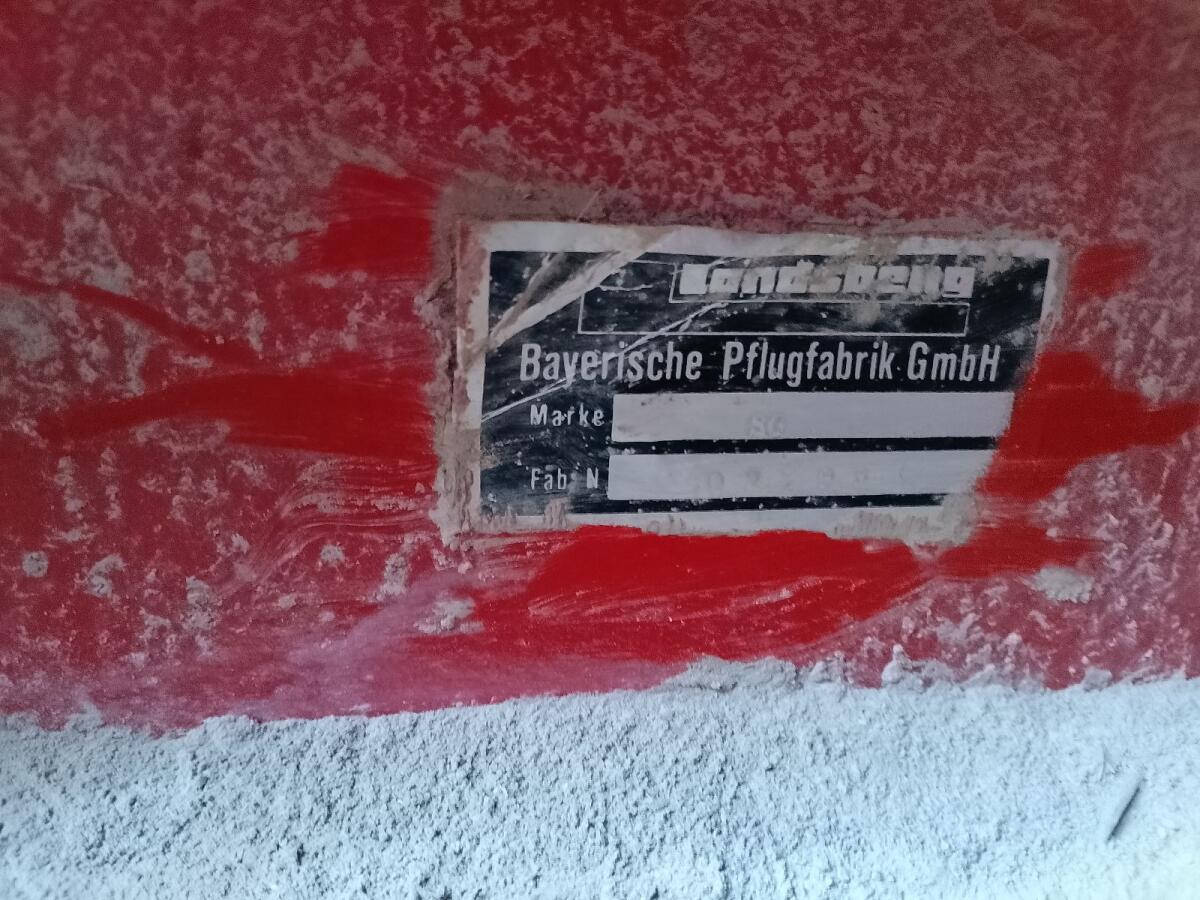 Landsberg
Bayerische Pflugfabrik GmbH
Marke
Fab N